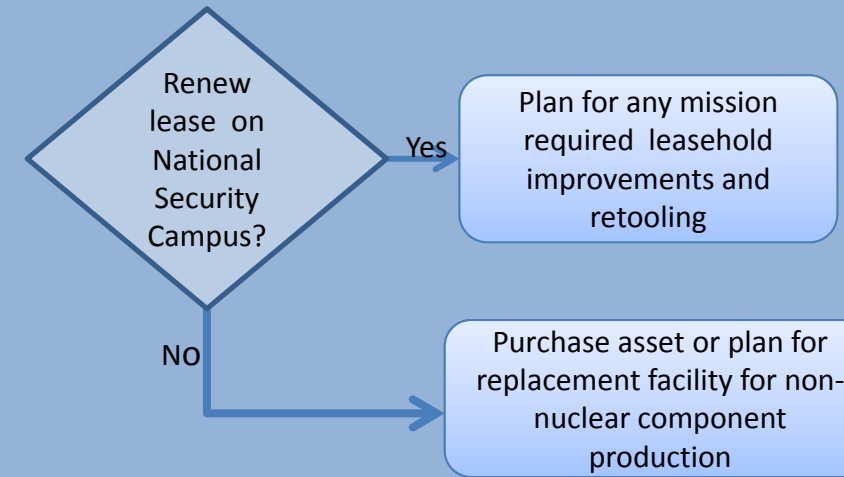 Renew
lease on
National
Security
Campus?
Yes
Plan for any mission
required leasehold
improvements and
retooling
No
Purchase asset or plan for
replacement facility for non-
nuclear component
production